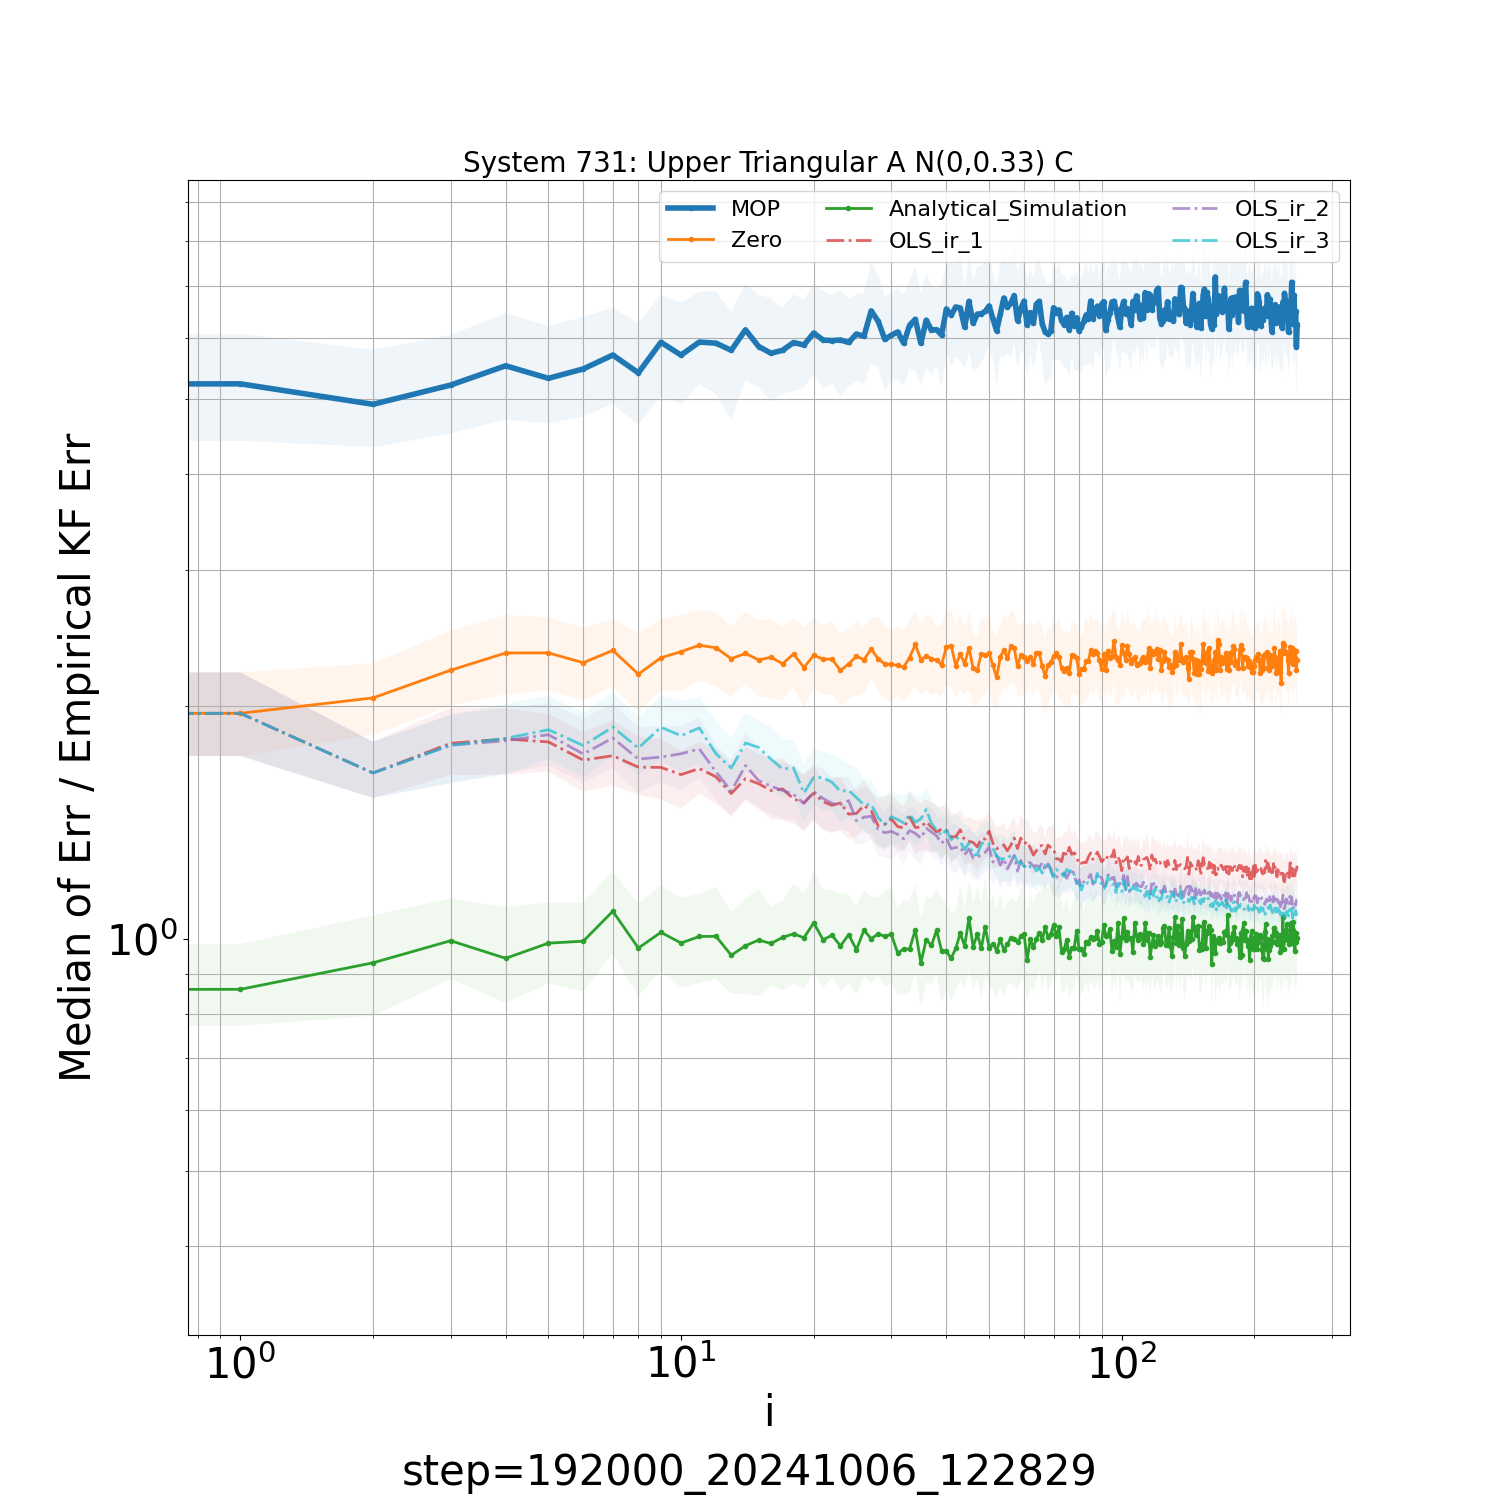 System 731: Upper Triangular A N(0,0.33) C
MOP
Zero
Analytical_Simulation
OLS_ir_1
OLS_ir_2
OLS_ir_3
Median of Err / Empirical KF Err
10⁰
10⁰
10¹
10²
i
step=192000_20241006_122829